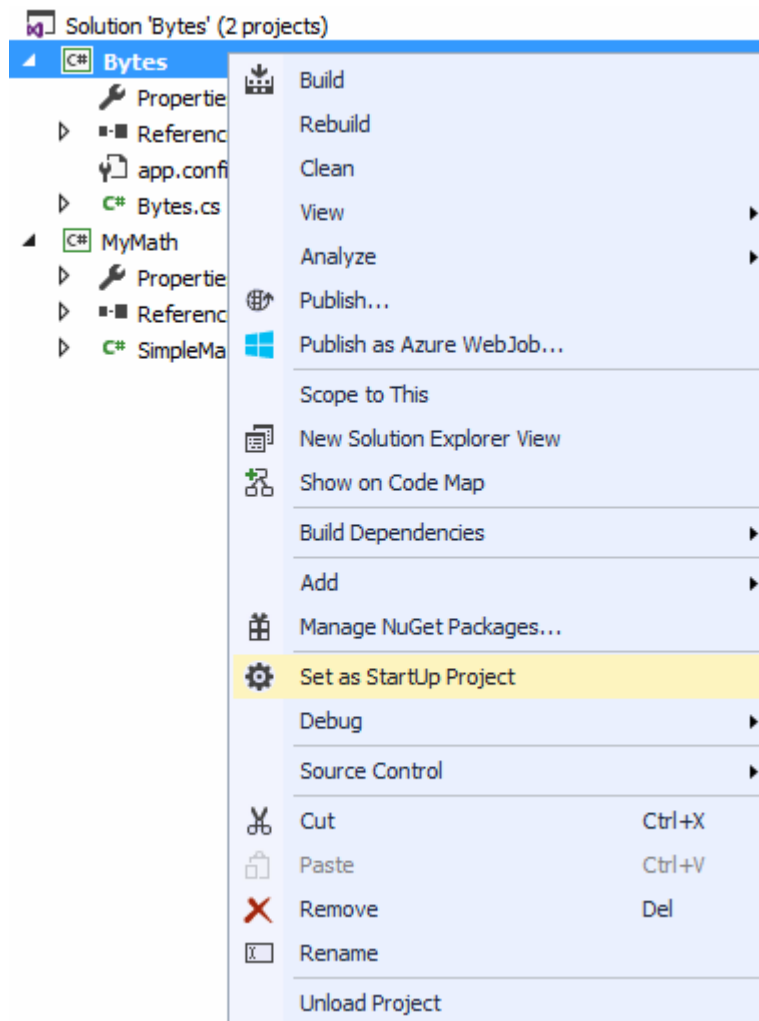 Solution 'Bytes' (2 projects)
C# Bytes
Propertie
Referenc
app.confi
C# Bytes.cs
C# MyMath
Propertie
Referenc
C# SimpleMa
Build
Rebuild
Clean
View
Analyze
Publish...
Publish as Azure WebJob...
Scope to This
New Solution Explorer View
Show on Code Map
Build Dependencies
Add
Manage NuGet Packages...
Set as StartUp Project
Debug
Source Control
Cut Ctrl+X
Paste Ctrl+V
Remove Del
Rename
Unload Project